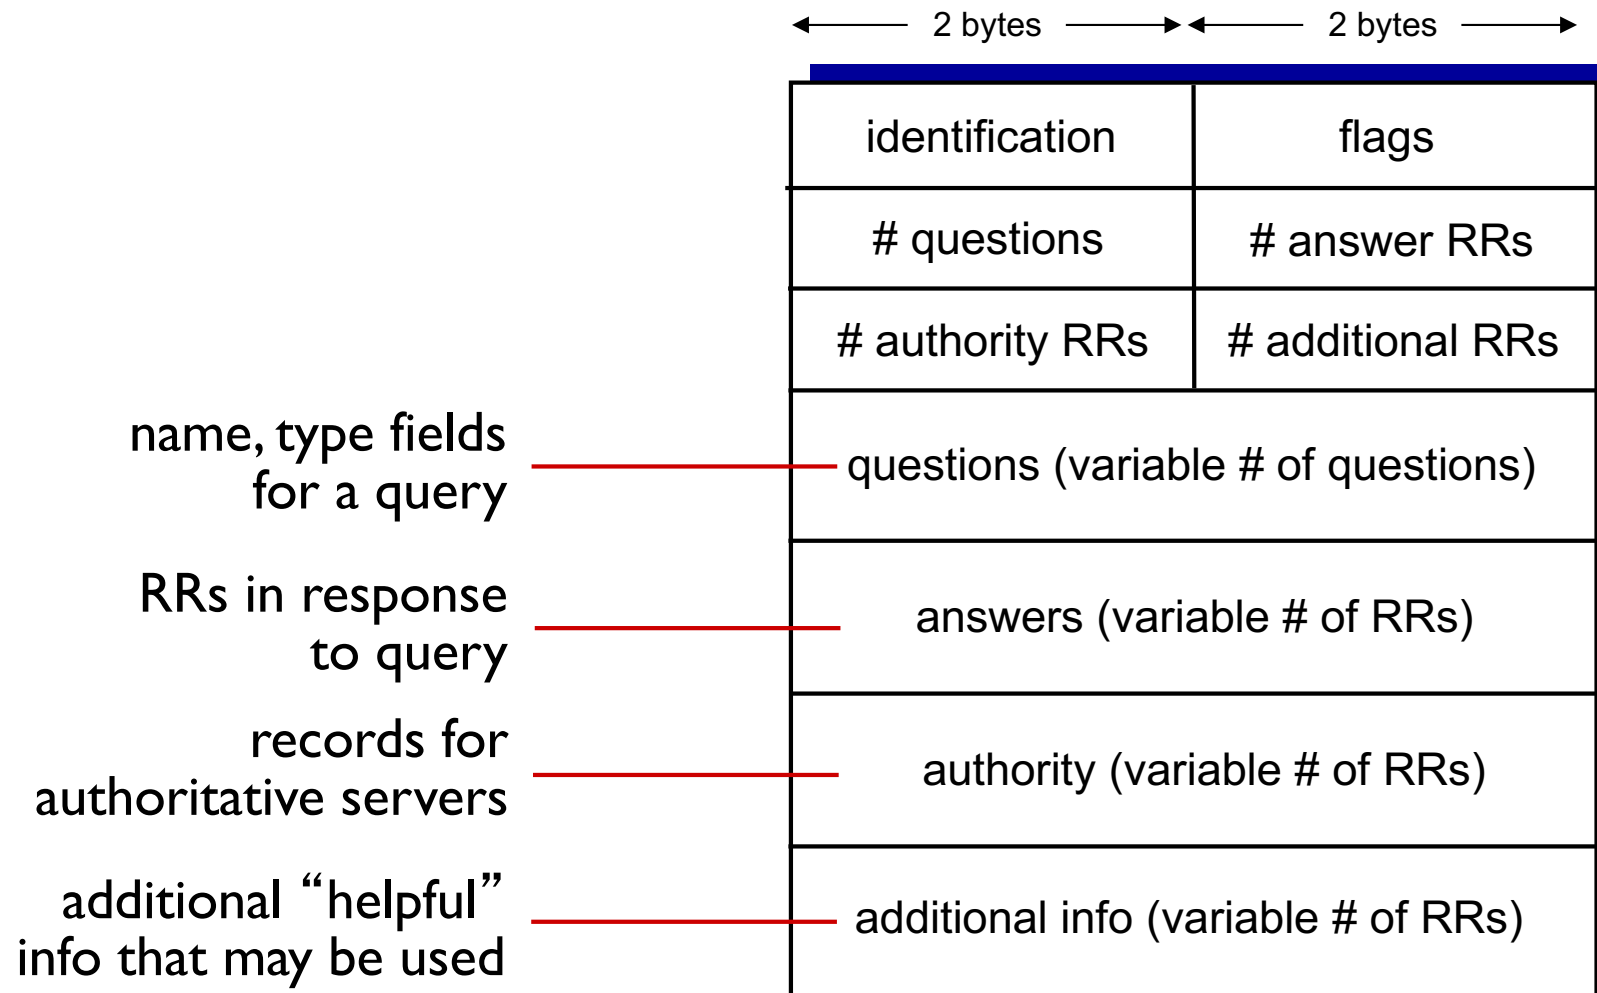 2 bytes 2 bytes
identification flags
# questions # answer RRs
# authority RRs # additional RRs
name, type fields
for a query
questions (variable # of questions)
RRs in response
to query
answers (variable # of RRs)
records for
authoritative servers
authority (variable # of RRs)
additional “helpful”
info that may be used
additional info (variable # of RRs)